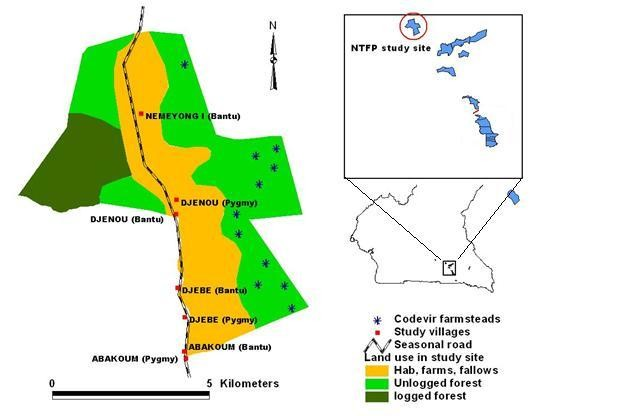 N
NTFP study site
NEMEYONG I (Bantu)
DJENOU (Pygmy)
DJENOU (Bantu)
DJEBE (Bantu)
DJEBE (Pygmy)
ABAKOUM (Bantu)
ABAKOUM (Pygmy)
0 5 Kilometers
Codevir farmsteads
Study villages
Seasonal road
Land use in study site
Hab, farms, fallows
Unlogged forest
logged forest